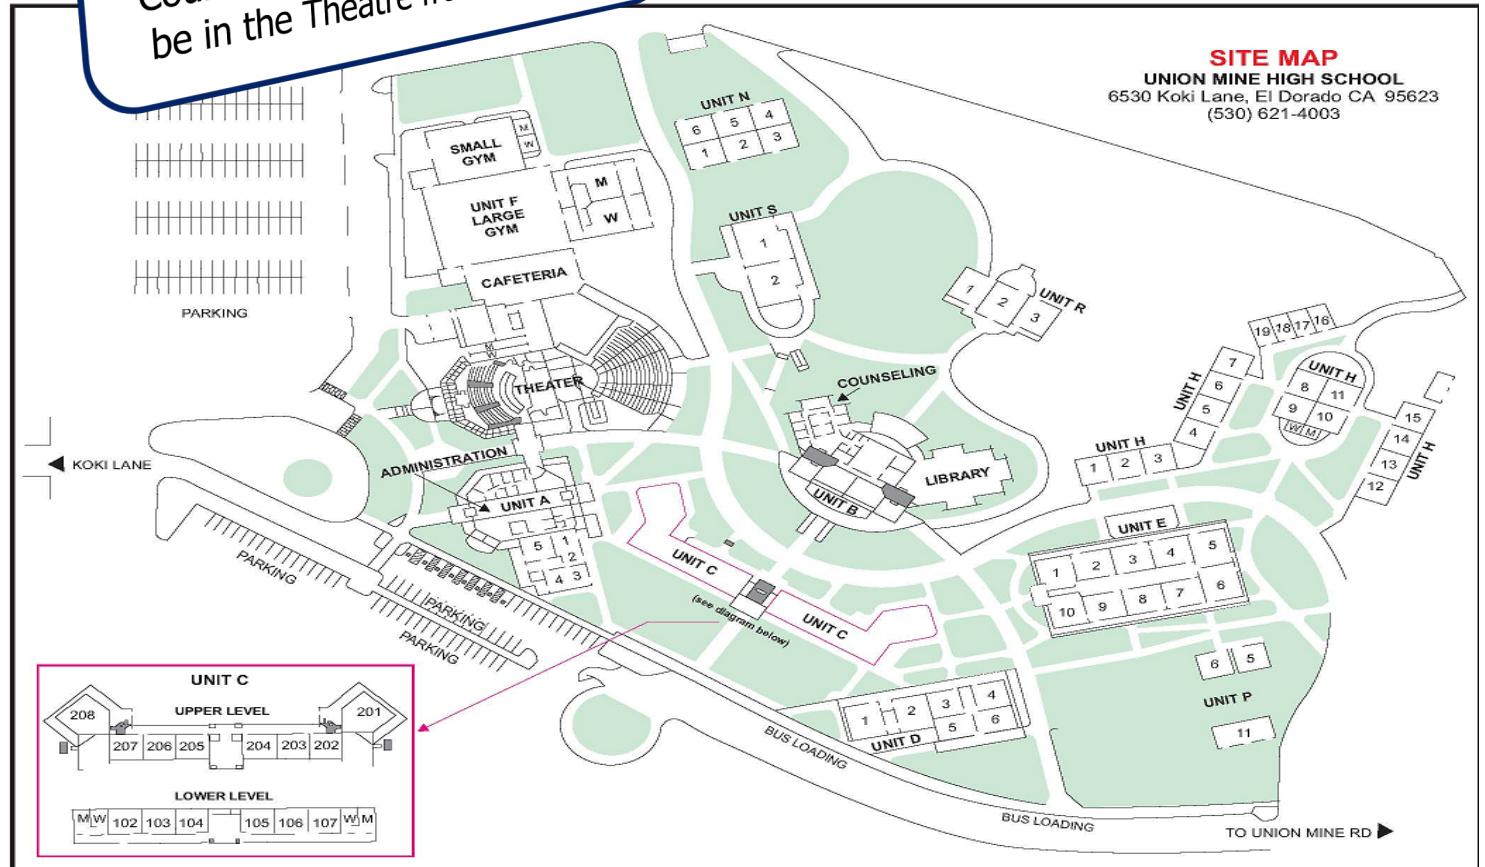 be in the Theatre
SITE MAP
UNION MINE HIGH SCHOOL
6530 Koki Lane, El Dorado CA 95623
(530) 621-4003
UNIT N
6 5 4
1 2 3
SMALL
GYM
M
W
UNIT F
LARGE
GYM
M
W
CAFETERIA
UNIT S
1
2
UNIT R
1 2 3
PARKING
M
W
THEATER
COUNSELING
LIBRARY
UNIT B
KOKI LANE
ADMINISTRATION
UNIT A
5 1
2
4 3
UNIT H
19 18 17 16
UNIT H
7
6
5
4
UNIT H
8 11
9 10
W M
UNIT H
1 2 3
UNIT H
15
14
13
12
UNIT E
1 2 3 4 5
10 9 8 7 6
PARKING
PARKING
PARKING
UNIT C
(see diagram below)
UNIT C
UNIT P
6 5
11
UNIT D
1 2 3 4
5 6
BUS LOADING
BUS LOADING
TO UNION MINE RD
UNIT C
UPPER LEVEL
208 201
207 206 205 204 203 202
LOWER LEVEL
M W 102 103 104 105 106 107 W M